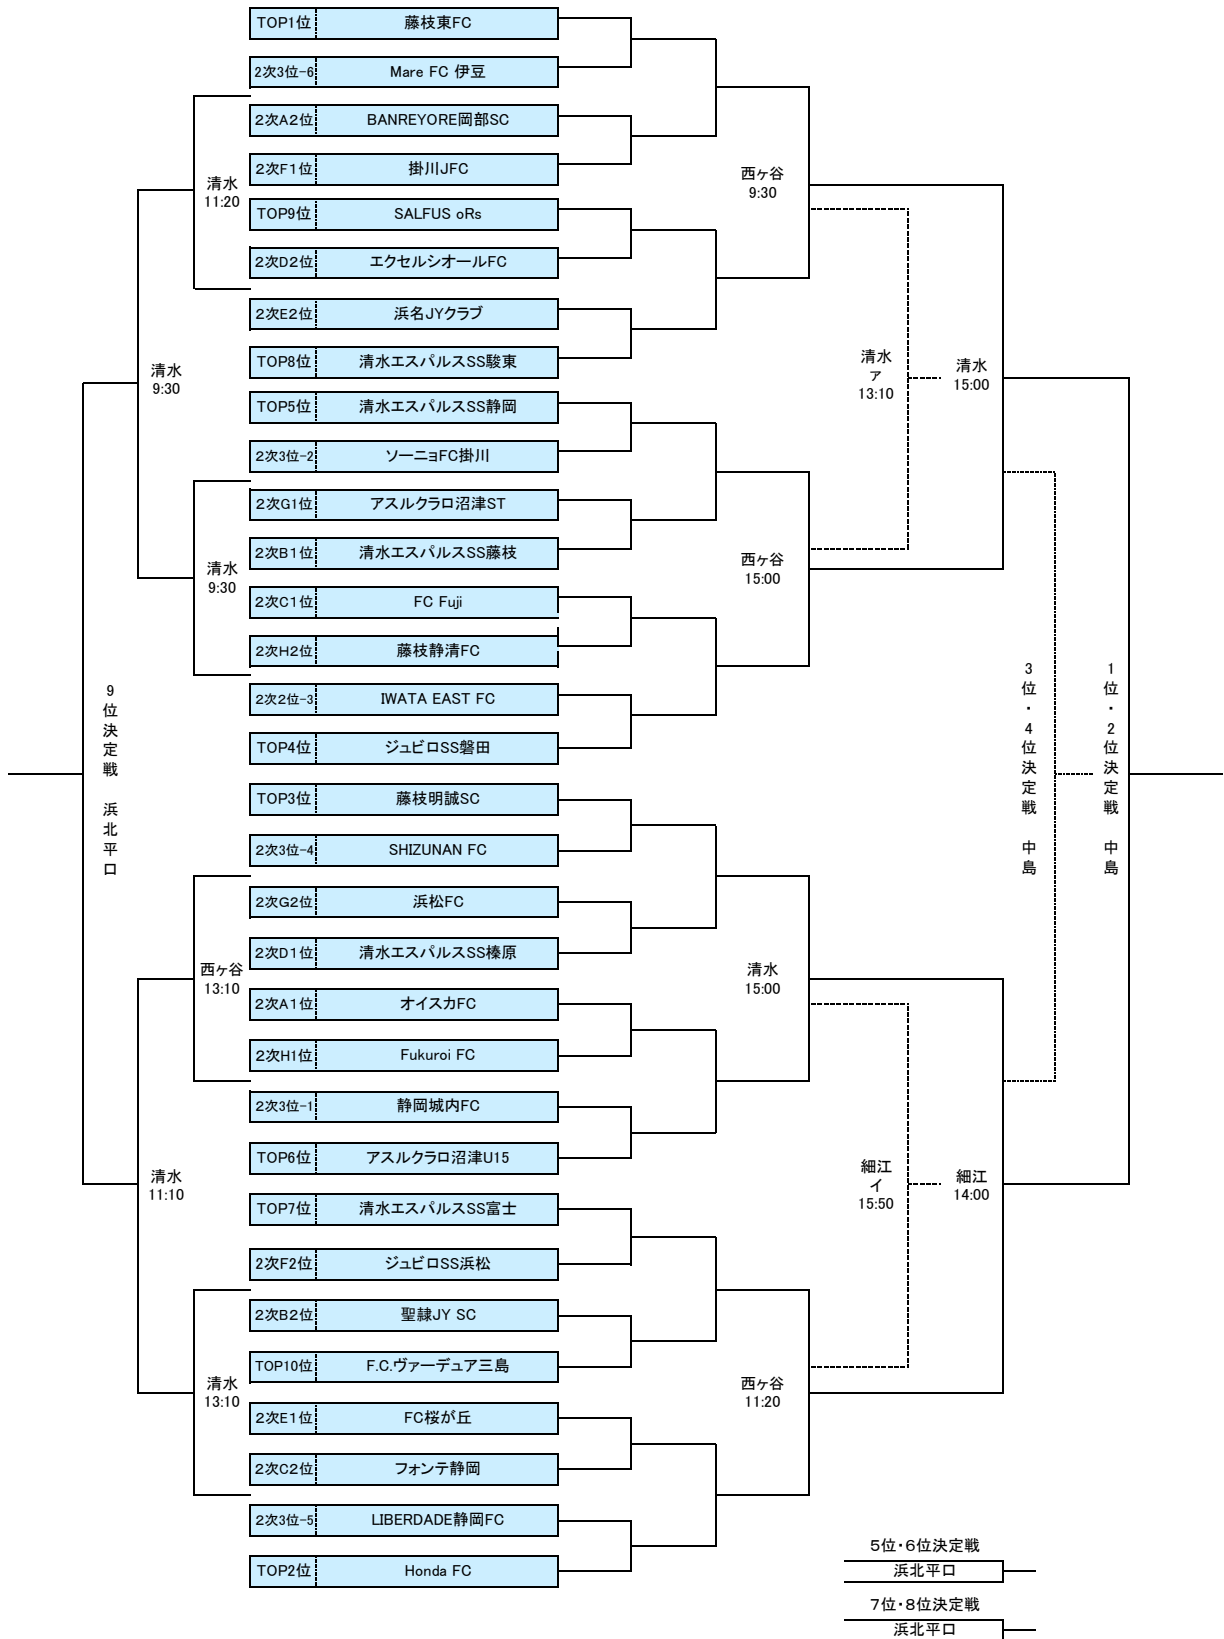 TOP1位 藤枝東FC
2次3位-6 Mare FC 伊豆
2次A2位 BANREYORE岡部SC
2次F1位 掛川JFC
TOP9位 SALFUS oRs
2次D2位 エクセルシオールFC
2次E2位 浜名JYクラブ
TOP8位 清水エスパルスSS駿東
TOP5位 清水エスパルスSS静岡
2次3位-2 ソーニョFC掛川
2次G1位 アスルクラロ沼津ST
2次B1位 清水エスパルスSS藤枝
2次C1位 FC Fuji
2次H2位 藤枝静清FC
2次2位-3 IWATA EAST FC
TOP4位 ジュビロSS磐田
TOP3位 藤枝明誠SC
2次3位-4 SHIZUNAN FC
2次G2位 浜松FC
2次D1位 清水エスパルスSS榛原
2次A1位 オイスカFC
2次H1位 Fukuroi FC
2次3位-1 静岡城内FC
TOP6位 アスルクラロ沼津U15
TOP7位 清水エスパルスSS富士
2次F2位 ジュビロSS浜松
2次B2位 聖隷JY SC
TOP10位 F.C.ヴァーデュア三島
2次E1位 FC桜が丘
2次C2位 フォンテ静岡
2次3位-5 LIBERDADE静岡FC
TOP2位 Honda FC
清水
11:20
清水
9:30
清水
9:30
9位決定戦 浜北平口
西ヶ谷
13:10
清水
11:10
清水
13:10
西ヶ谷
9:30
西ヶ谷
15:00
清水
15:00
西ヶ谷
11:20
清水
ア
13:10
清水
15:00
細江
イ
15:50
細江
14:00
3位・4位決定戦 中島
1位・2位決定戦 中島
5位・6位決定戦
浜北平口
7位・8位決定戦
浜北平口